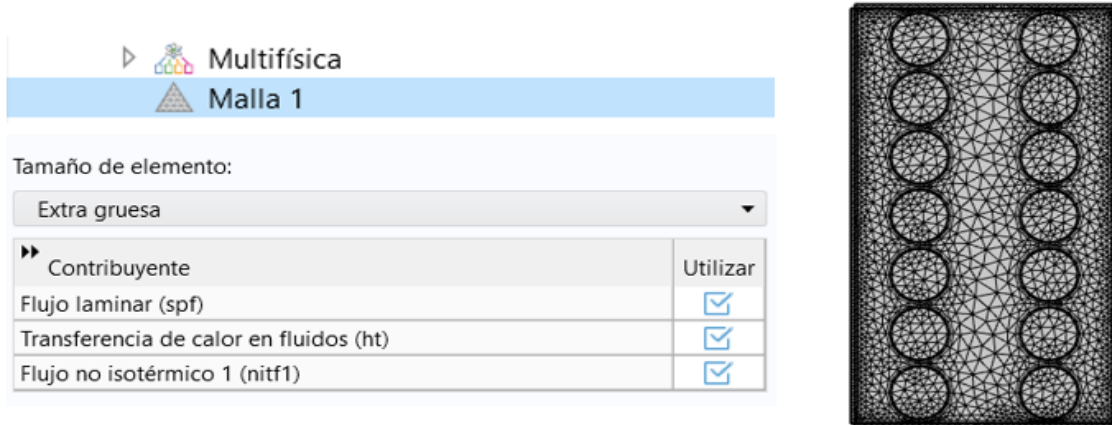 Multifísica
Malla 1
Tamaño de elemento:
Extra gruesa
Contribuyente Utilizar
Flujo laminar (spf)
Transferencia de calor en fluidos (ht)
Flujo no isotérmico 1 (nitf1)